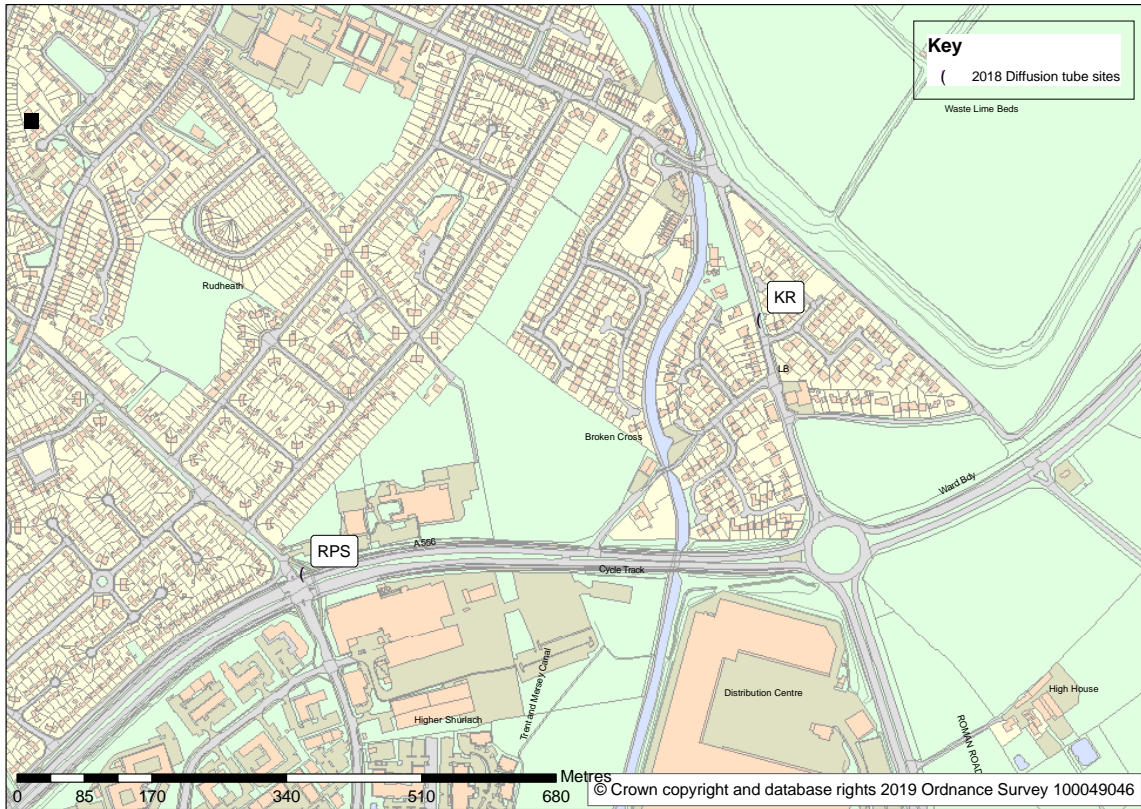 Key
( 2018 Diffusion tube sites
Waste Lime Beds
Rudheath
KR
LB
Broken Cross
Ward Bdy
RPS
A 556
Cycle Track
Trent and Mersey Canal
Distribution Centre
High House
Higher Shurlach
ROMAN ROAD
Metres
0 85 170 340 510 680
© Crown copyright and database rights 2019 Ordnance Survey 100049046